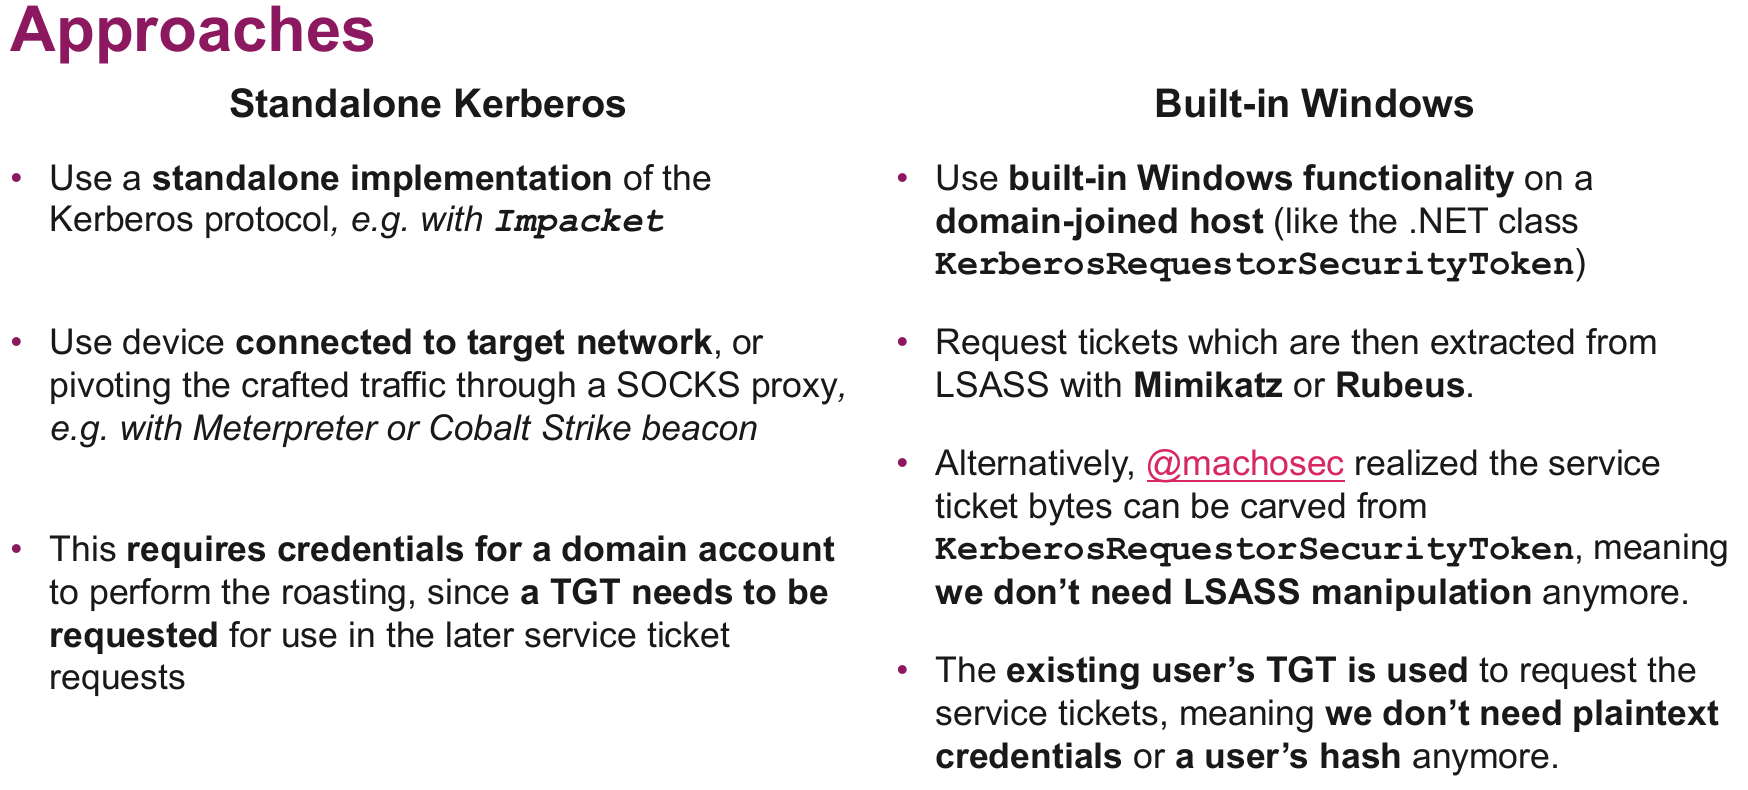 Approaches
Standalone Kerberos
• Use a standalone implementation of the
Kerberos protocol, e.g. with Impacket
• Use device connected to target network, or
pivoting the crafted traffic through a SOCKS proxy,
e.g. with Meterpreter or Cobalt Strike beacon
• This requires credentials for a domain account
to perform the roasting, since a TGT needs to be
requested for use in the later service ticket
requests
Built-in Windows
• Use built-in Windows functionality on a
domain-joined host (like the .NET class
KerberosRequestorSecurityToken)
• Request tickets which are then extracted from
LSASS with Mimikatz or Rubeus.
• Alternatively, @machosec realized the service
ticket bytes can be carved from
KerberosRequestorSecurityToken, meaning
we don’t need LSASS manipulation anymore.
• The existing user’s TGT is used to request the
service tickets, meaning we don’t need plaintext
credentials or a user’s hash anymore.